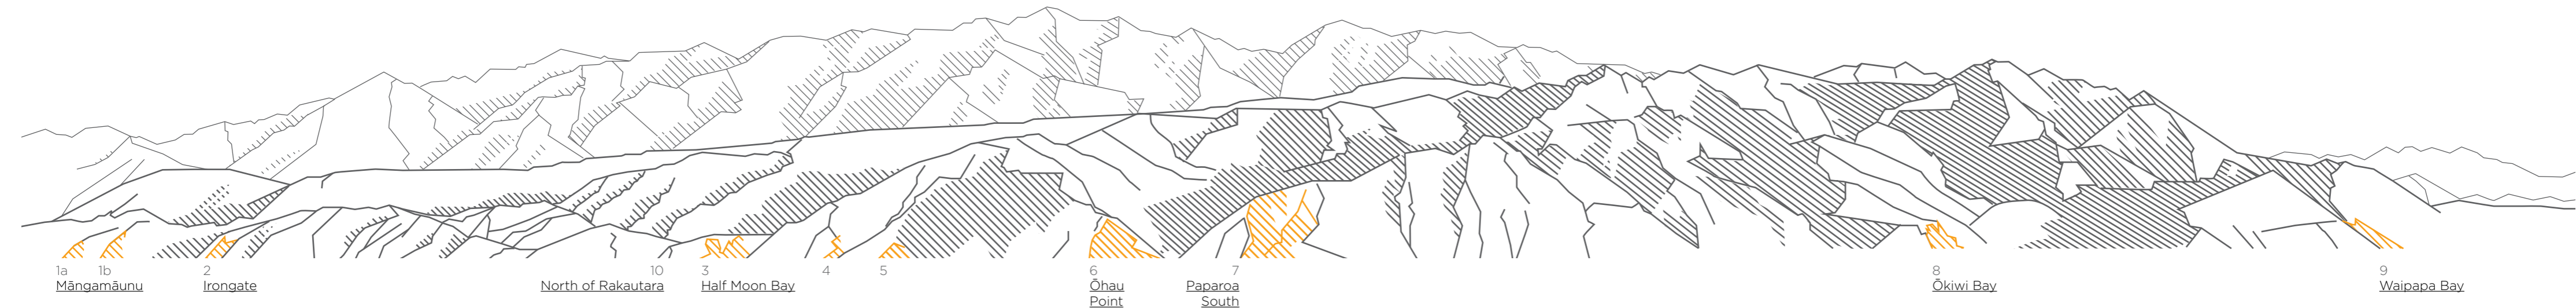 1a 1b 2 10 3 4 5 6 7 8 9
Māngamāunu Irongate North of Rakautara Half Moon Bay Ōhau Paparoa Ōkiwi Bay Waipapa Bay
Point South